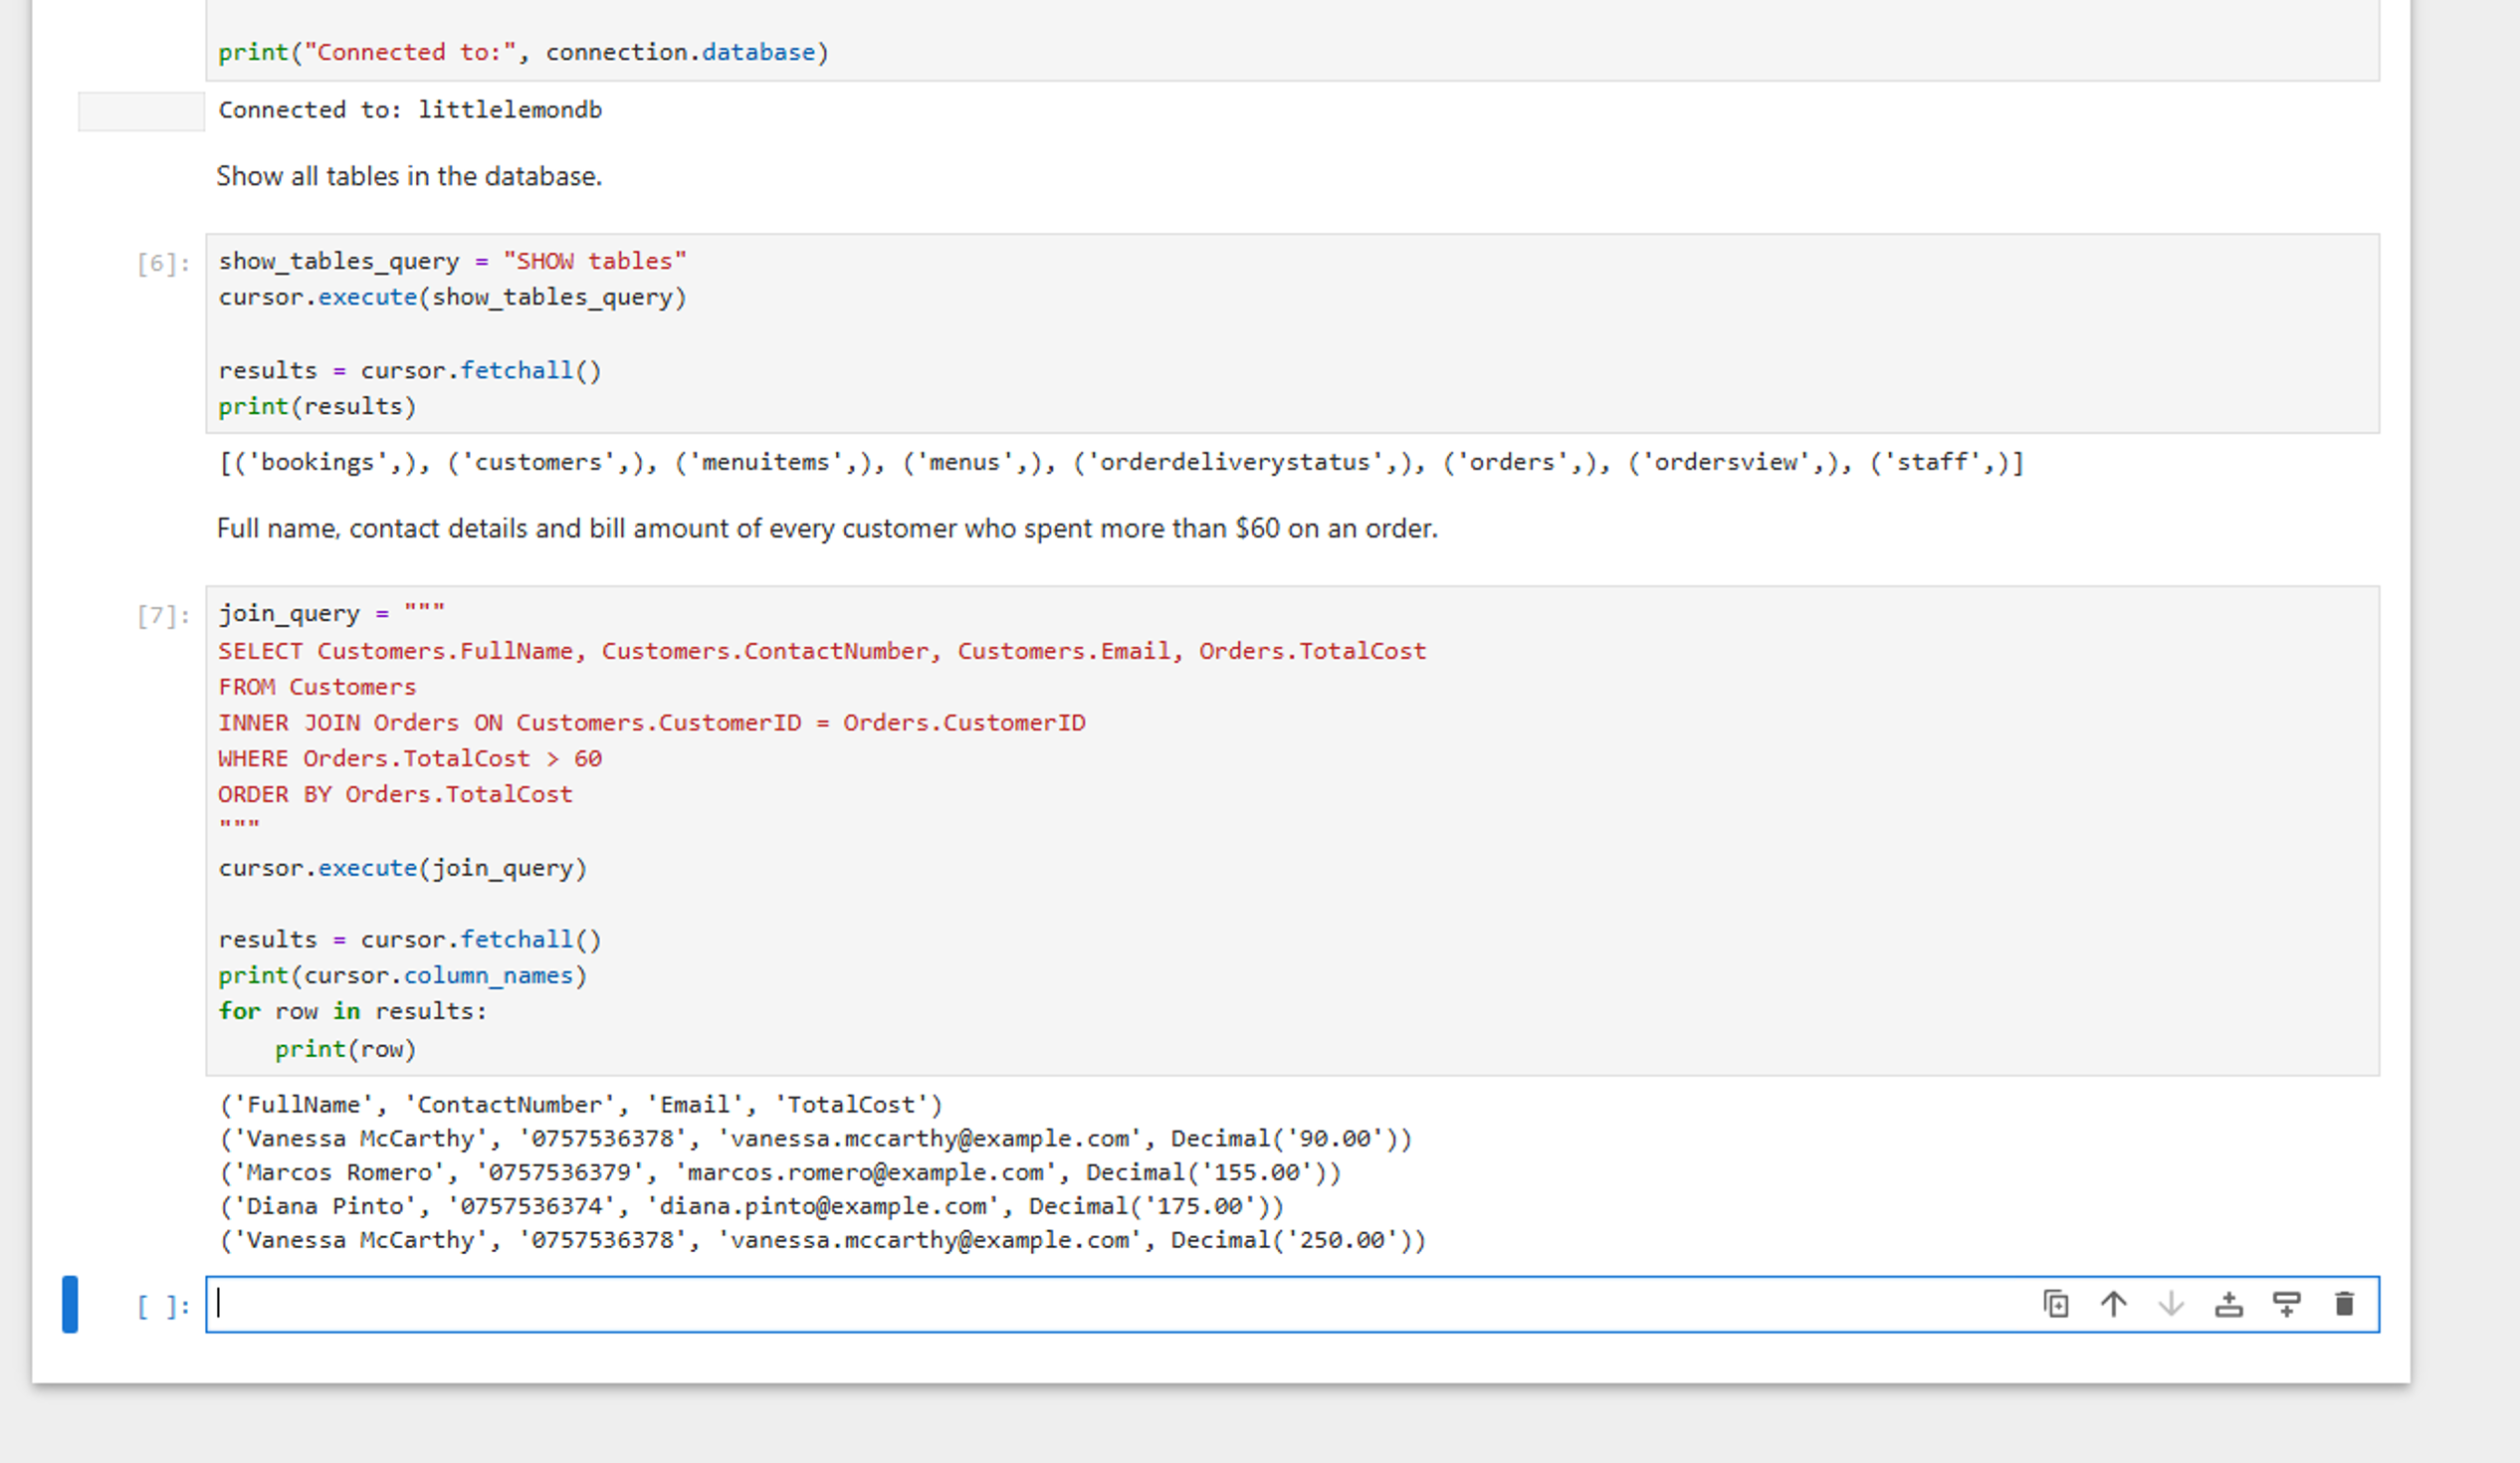 print("Connected to:", connection.database)
Connected to: littlelemondb
Show all tables in the database.
[6]:
show_tables_query = "SHOW tables"
cursor.execute(show_tables_query)
results = cursor.fetchall()
print(results)
[('bookings',), ('customers',), ('menuitems',), ('menus',), ('orderdeliverystatus',), ('orders',), ('ordersview',), ('staff',)]
Full name, contact details and bill amount of every customer who spent more than $60 on an order.
[7]:
join_query = """
SELECT Customers.FullName, Customers.ContactNumber, Customers.Email, Orders.TotalCost
FROM Customers
INNER JOIN Orders ON Customers.CustomerID = Orders.CustomerID
WHERE Orders.TotalCost > 60
ORDER BY Orders.TotalCost
"""
cursor.execute(join_query)
results = cursor.fetchall()
print(cursor.column_names)
for row in results:
    print(row)
('FullName', 'ContactNumber', 'Email', 'TotalCost')
('Vanessa McCarthy', '0757536378', 'vanessa.mccarthy@example.com', Decimal('90.00'))
('Marcos Romero', '0757536379', 'marcos.romero@example.com', Decimal('155.00'))
('Diana Pinto', '0757536374', 'diana.pinto@example.com', Decimal('175.00'))
('Vanessa McCarthy', '0757536378', 'vanessa.mccarthy@example.com', Decimal('250.00'))
[ ]: